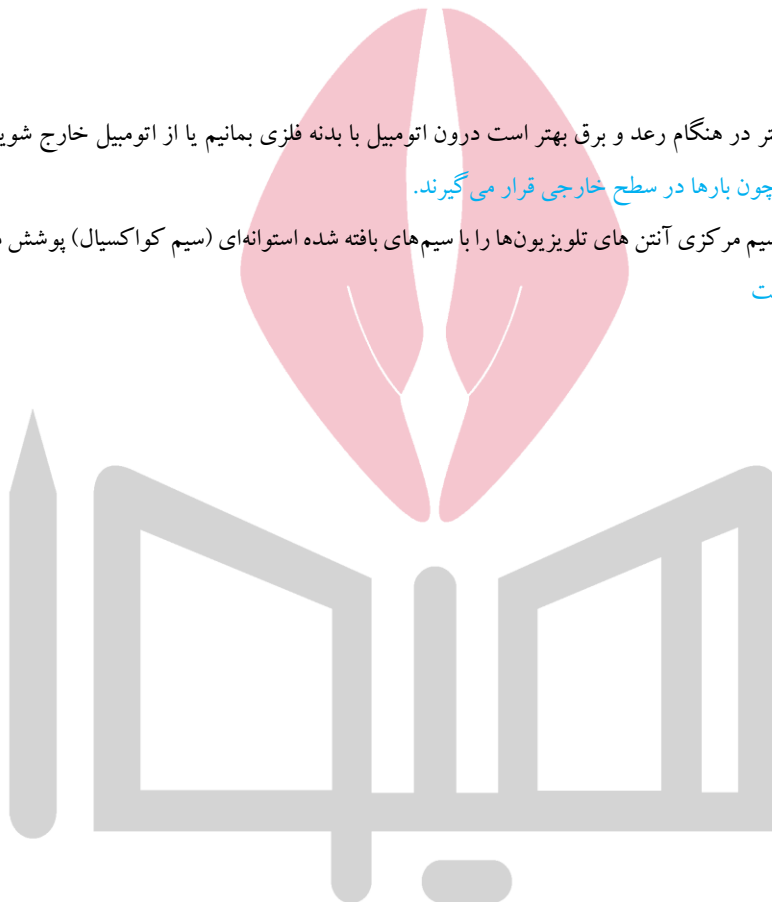 در هنگام رعد و برق بهتر است درون اتومبیل با بدنه فلزی بمانیم یا از اتومبیل خارج
چون بارها در سطح خارجی قرار می‌گیرند.
سیم مرکزی آنتن های تلویزیون‌ها را با سیم‌های بافته شده استوانه‌ای (سیم کواکسیال) پوشش